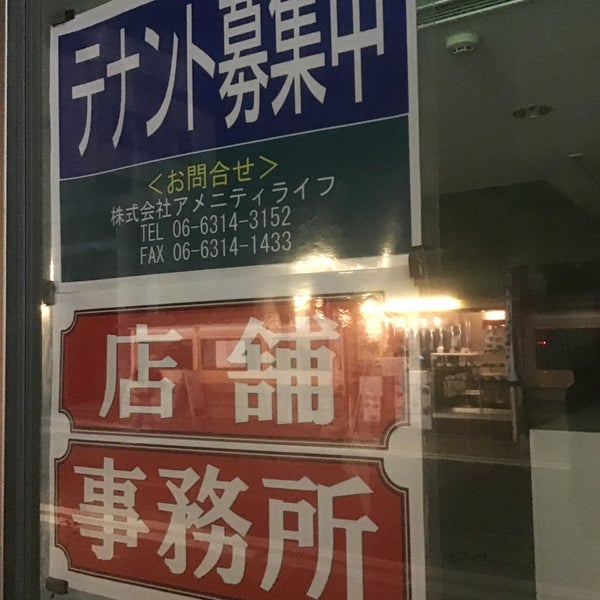 テナント募集中
＜お問合せ＞
株式会社アメニティライフ
TEL 06-6314-3152
FAX 06-6314-1433
店舗
事務所